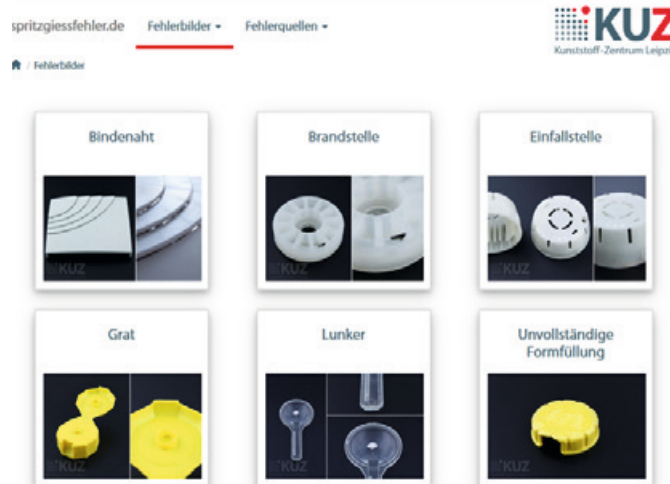 spritzgiessfehler.de Fehlerbilder Fehlerquellen
KUZ
Kunststoff-Zentrum Leipzi
/ Fehlerbilder
Bindenaht Brandstelle Einfallstelle
KUZ KUZ KUZ
Grat Lunker Unvollständige
Formfüllung
KUZ KUZ KUZ